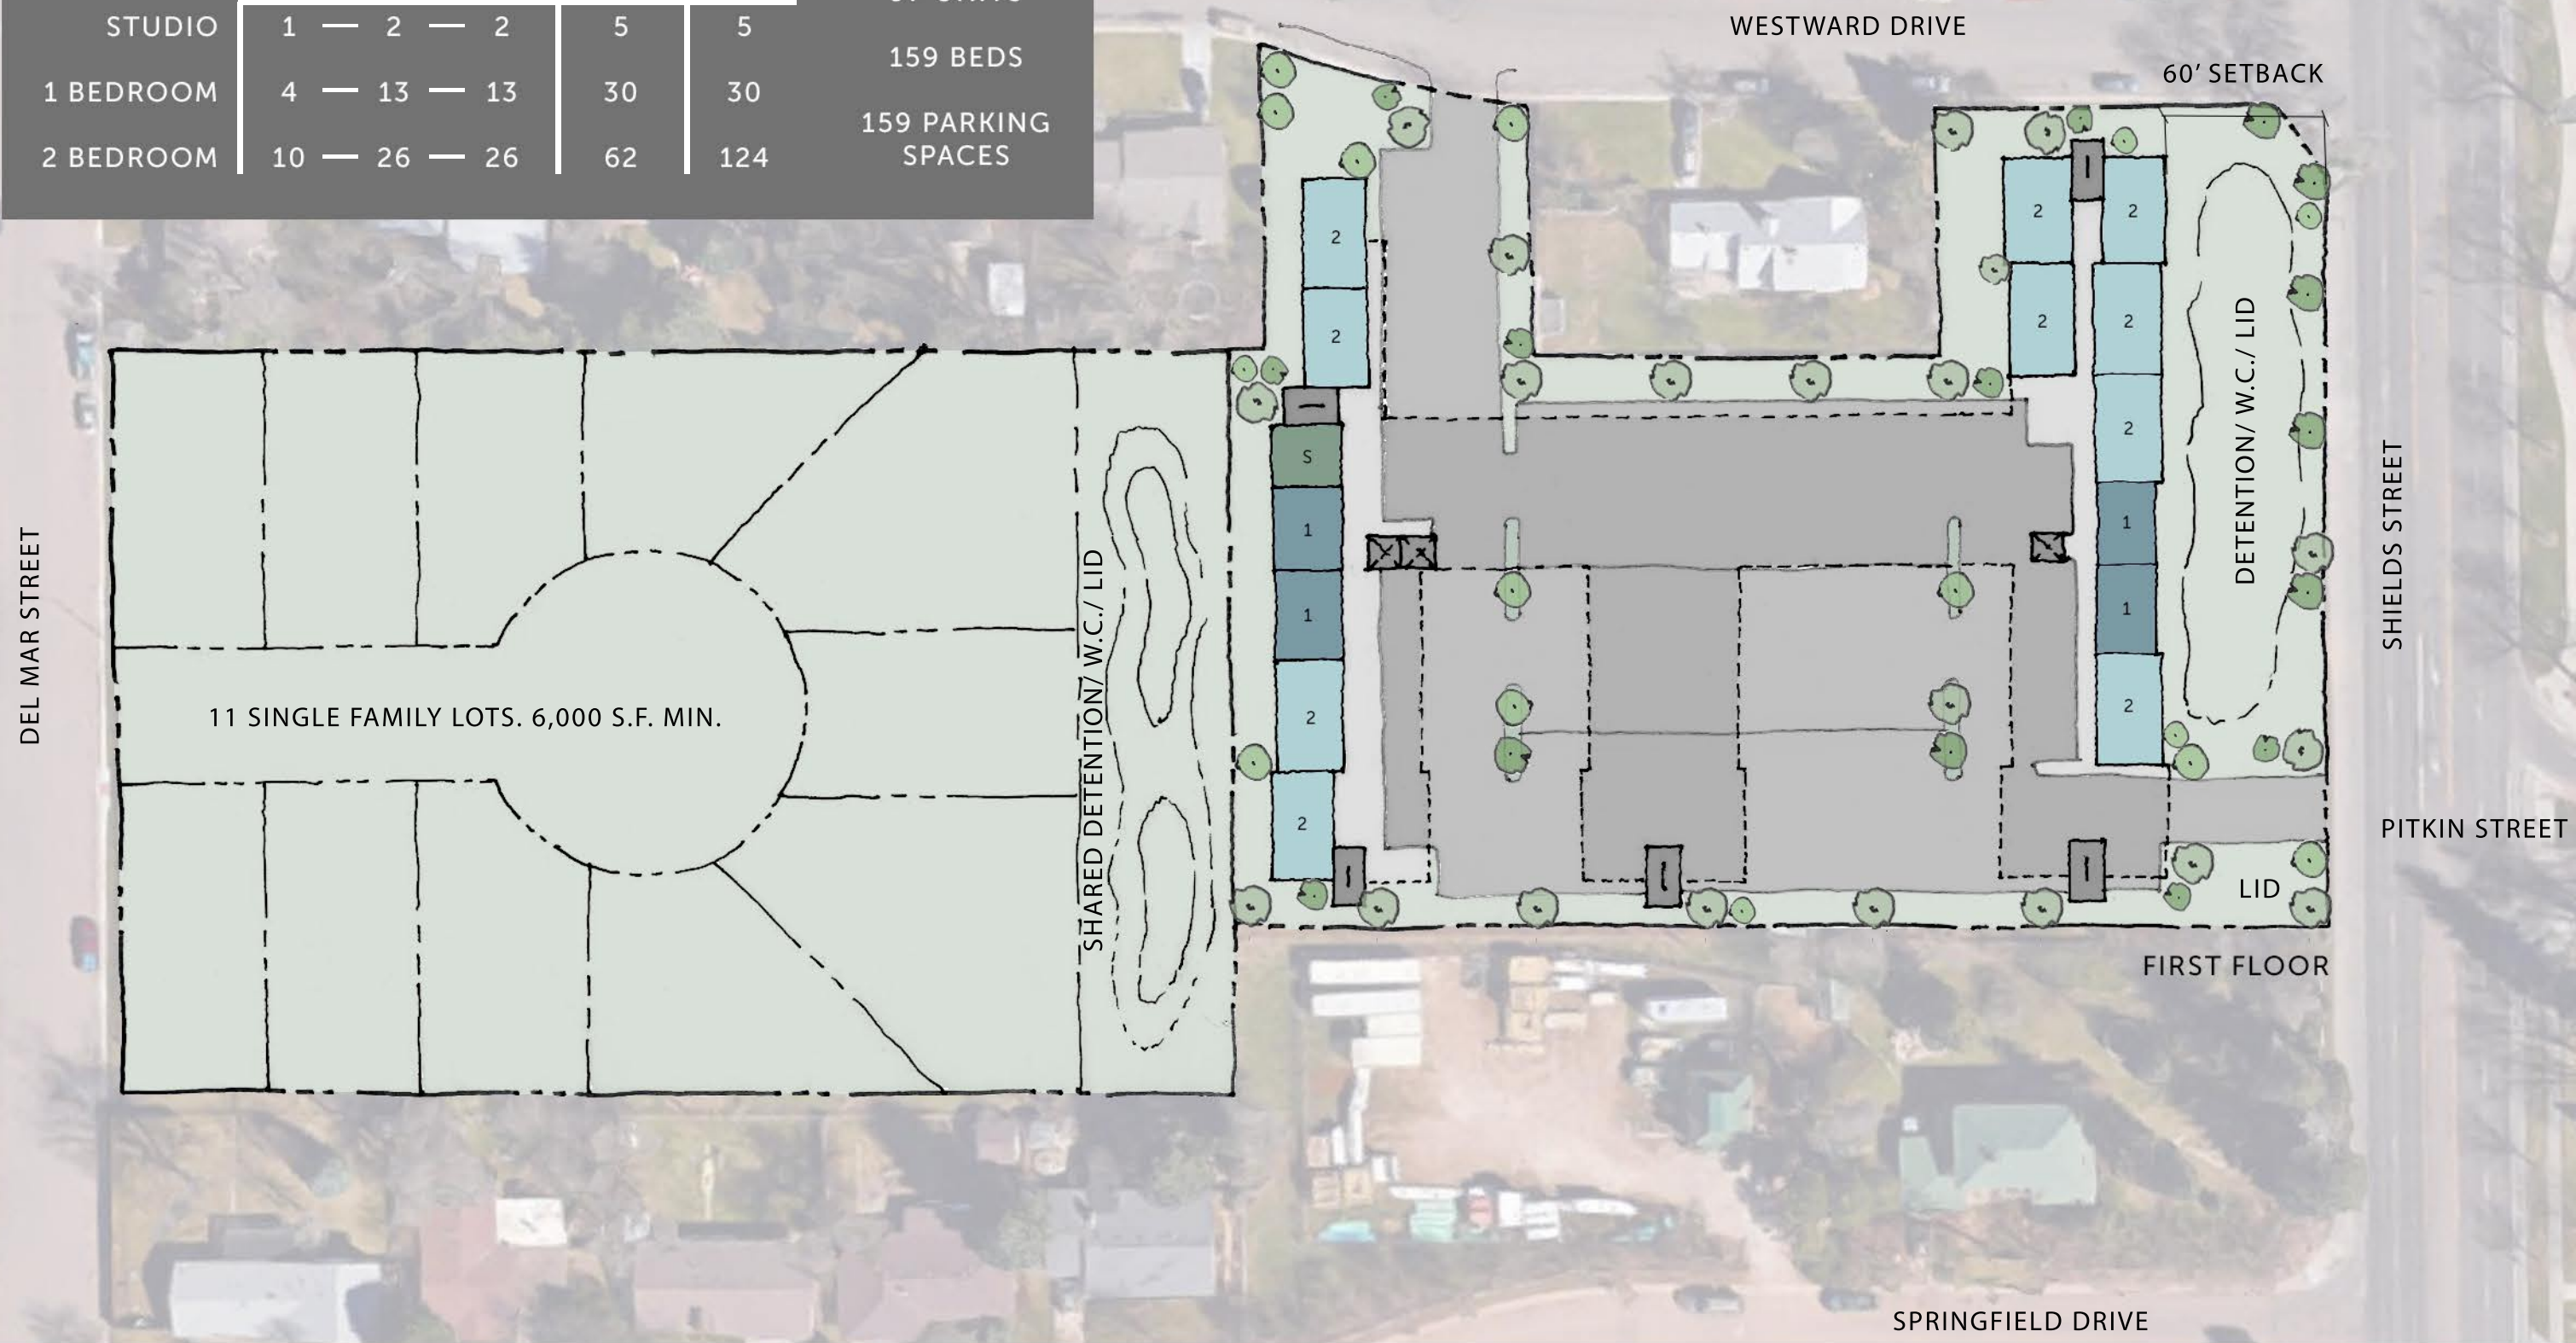 STUDIO 1 — 2 — 2 5 5
1 BEDROOM 4 — 13 — 13 30 30
2 BEDROOM 10 — 26 — 26 62 124
159 BEDS
159 PARKING
SPACES
WESTWARD DRIVE
60' SETBACK
2
2
S
1
1
2
2
2
2
2
2
2
1
1
2
DETENTION/ W.C./ LID
SHIELDS STREET
DEL MAR STREET
11 SINGLE FAMILY LOTS. 6,000 S.F. MIN.
SHARED DETENTION/ W.C./ LID
PITKIN STREET
LID
FIRST FLOOR
SPRINGFIELD DRIVE